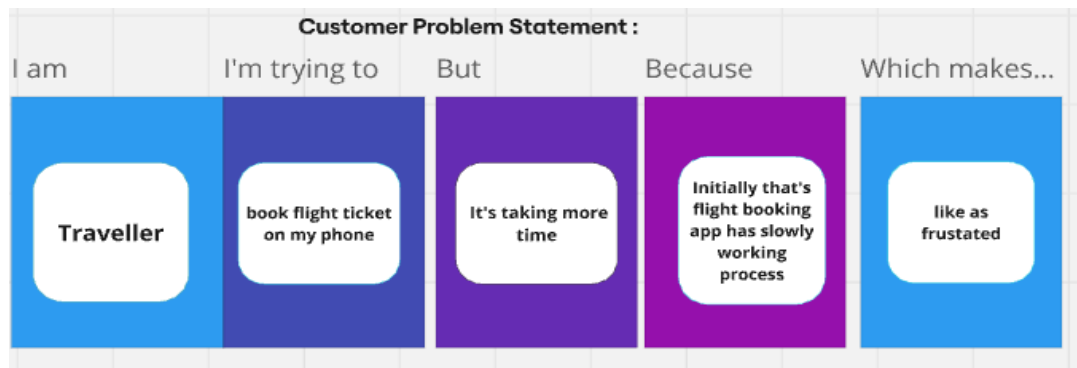 Customer Problem Statement :
I am
I'm trying to
But
Because
Which makes...
Traveller
book flight ticket
on my phone
It's taking more
time
Initially that's
flight booking
app has slowly
working
process
like as
frustated